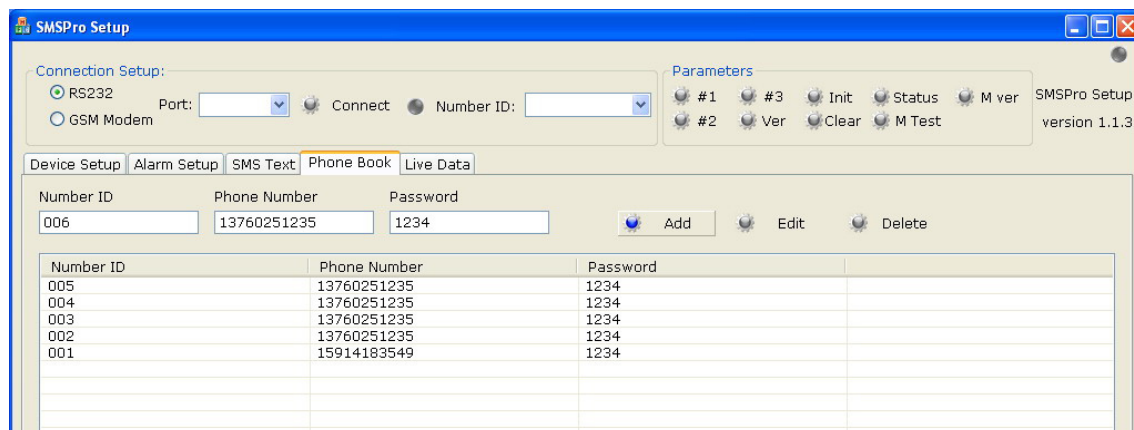 SMSPro Setup
Connection Setup:
RS232
GSM Modem
Port:
Connect
Number ID:
Parameters
#1 #3 Init Status M ver
#2 Ver Clear M Test
SMSPro Setup
version 1.1.3
Device Setup Alarm Setup SMS Text Phone Book Live Data
Number ID Phone Number Password
006 13760251235 1234 Add Edit Delete
Number ID Phone Number Password
005 13760251235 1234
004 13760251235 1234
003 13760251235 1234
002 13760251235 1234
001 15914183549 1234